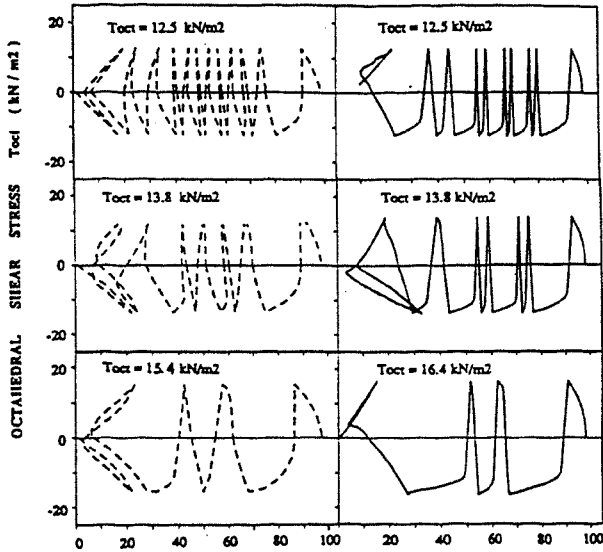 20
0
-20
Toct = 12.5 kN/m2
Toct = 12.5 kN/m2
20
0
-20
Toct = 13.8 kN/m2
Toct = 13.8 kN/m2
20
0
-20
Toct = 15.4 kN/m2
Toct = 16.4 kN/m2
0 20 40 60 80 100
0 20 40 60 80 100
OCTAHEDRAL SHEAR STRESS Toct ( kN / m2 )